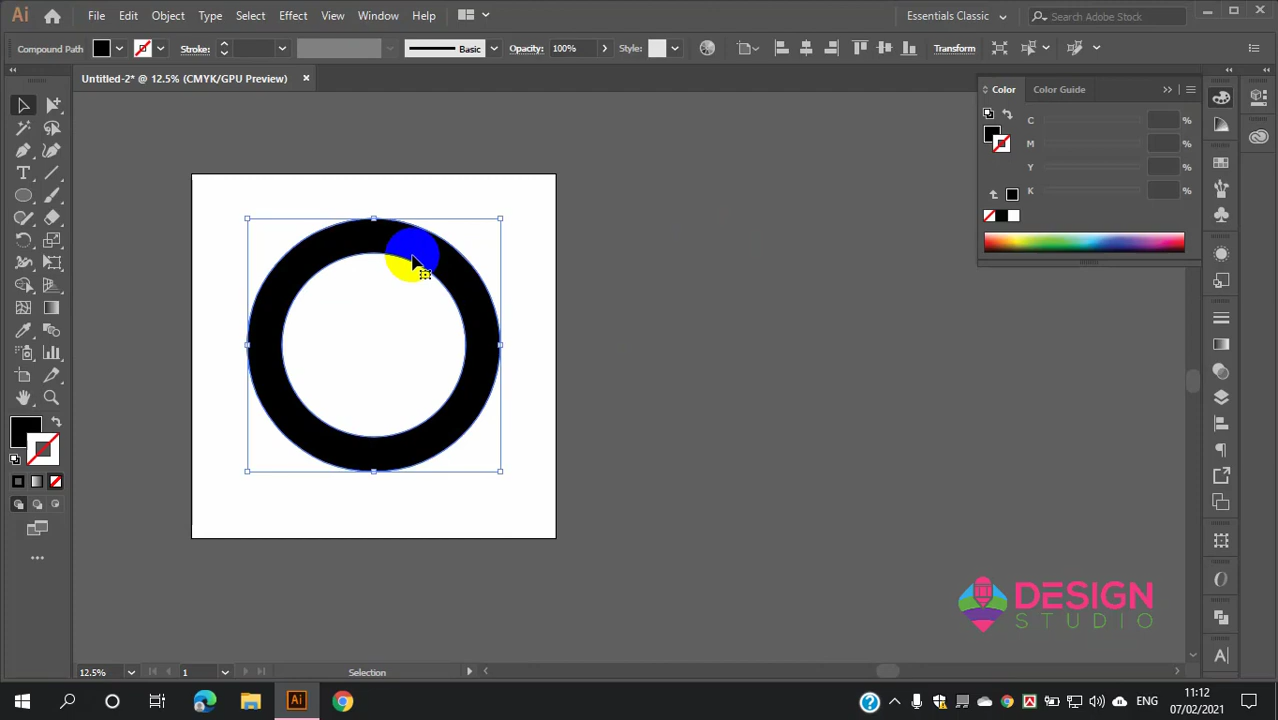 Ai File Edit Object Type Select Effect View Window Help Essentials Classic Search Adobe Stock
Compound Path Stroke: Basic Opacity: 100% Style: Transform
Untitled-2* @ 12.5% (CMYK/GPU Preview)
Color Color Guide
C %
M %
Y %
K %
DESIGN
STUDIO
12.5% 1 Selection
Ai ENG
11:12
07/02/2021